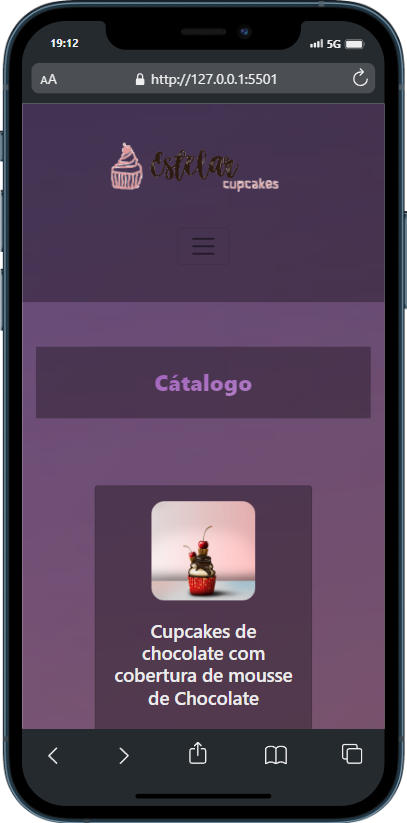 19:12
5G
AA
http://127.0.0.1:5501
Estelar
cupcakes
Cátalogo
Cupcakes de
chocolate com
cobertura de mousse
de Chocolate